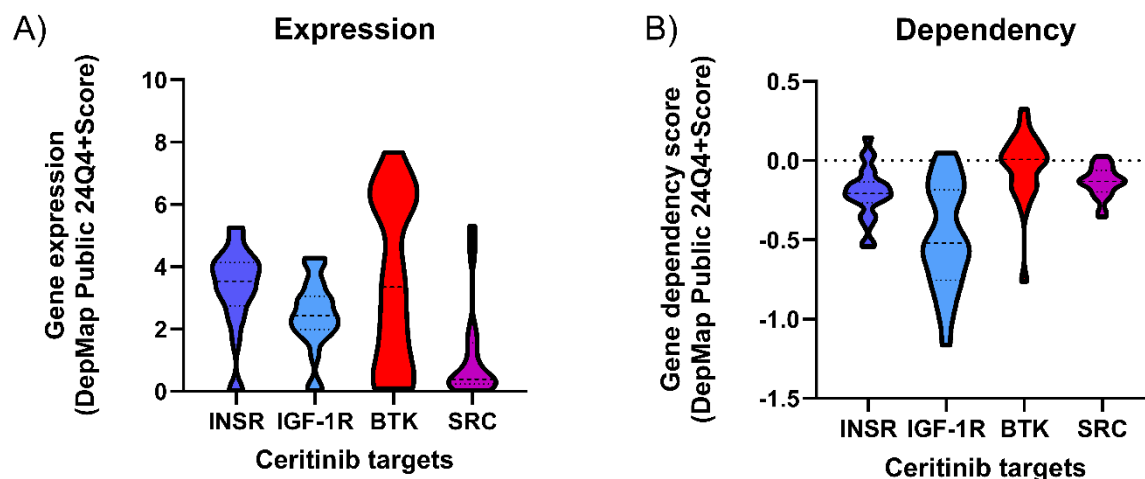 A)
Expression
Gene expression
(DepMap Public 24Q4+Score)
10
8
6
4
2
0
INSR IGF-1R BTK SRC
Ceritinib targets
B)
Dependency
Gene dependency score
(DepMap Public 24Q4+Score)
0.5
0.0
-0.5
-1.0
-1.5
INSR IGF-1R BTK SRC
Ceritinib targets